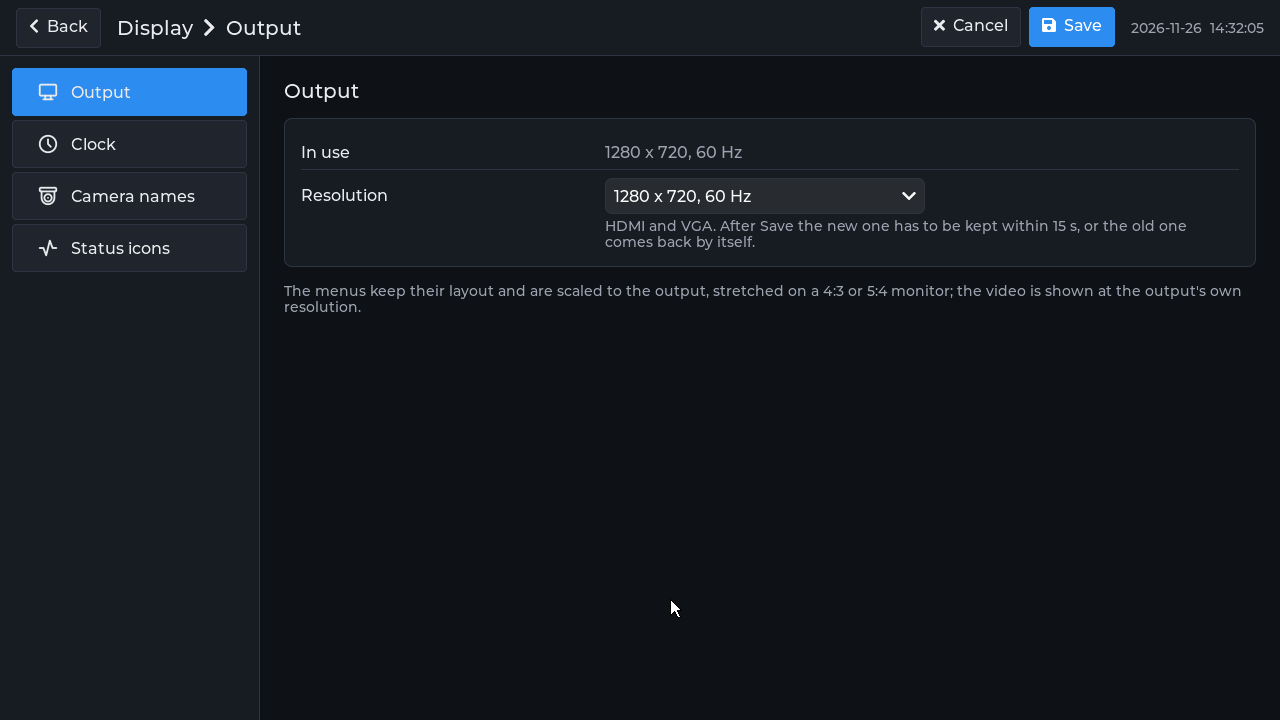 Back
Display > Output
Cancel
Save
2026-11-26 14:32:05
Output
Clock
Camera names
Status icons
Output
In use
1280 x 720, 60 Hz
Resolution
1280 x 720, 60 Hz
HDMI and VGA. After Save the new one has to be kept within 15 s, or the old one
comes back by itself.
The menus keep their layout and are scaled to the output, stretched on a 4:3 or 5:4 monitor; the video is shown at the output's own
resolution.